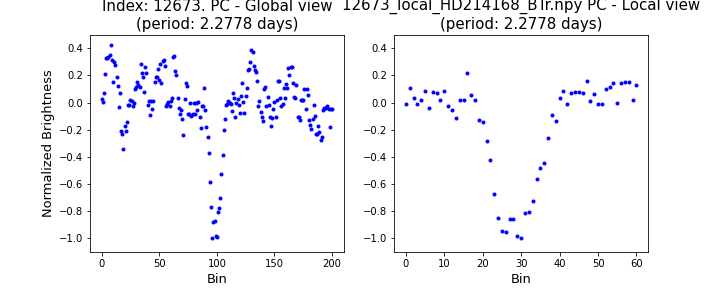 Index: 12673. PC - Global view
(period: 2.2778 days)
12673_local_HD214168_BTr.npy PC - Local view
(period: 2.2778 days)
Normalized Brightness
0.4
0.2
0.0
−0.2
−0.4
−0.6
−0.8
−1.0
0 50 100 150 200
Bin
0.4
0.2
0.0
−0.2
−0.4
−0.6
−0.8
−1.0
0 10 20 30 40 50 60
Bin